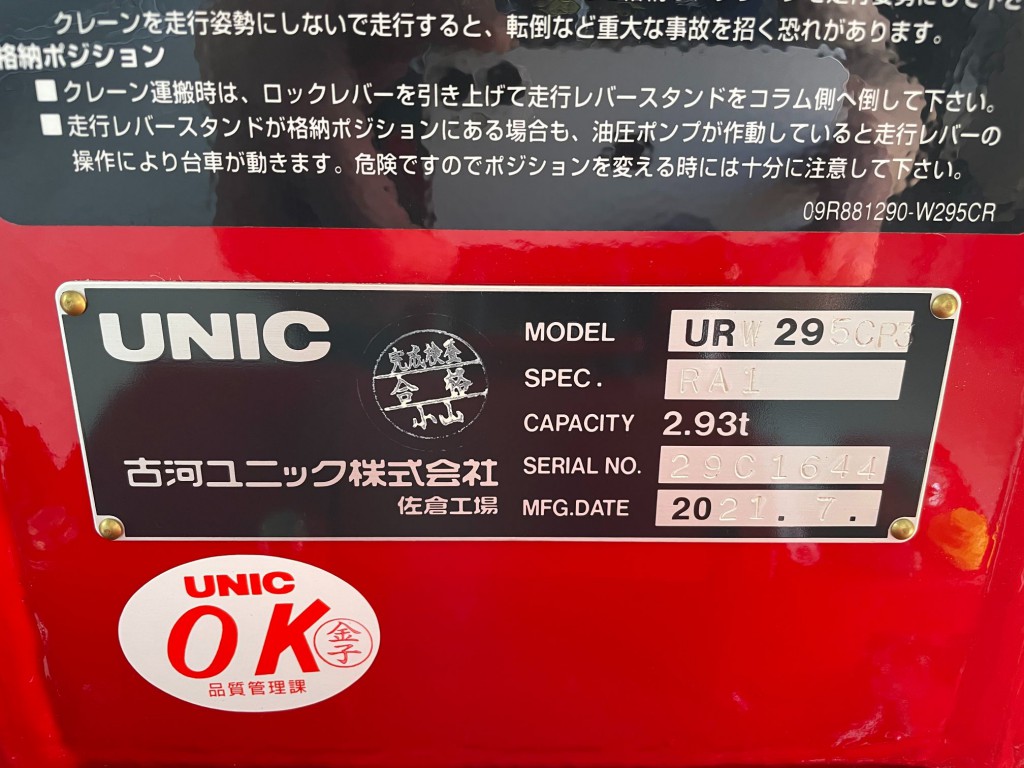 を走行姿勢にして下さ
クレーンを走行姿勢にしないで走行すると、転倒など重大な事故を招く恐れがあります。
格納ポジション
■クレーン運搬時は、ロックレバーを引き上げて走行レバースタンドをコラム側へ倒して下さい。
■走行レバースタンドが格納ポジションにある場合も、油圧ポンプが作動していると走行レバーの
操作により台車が動きます。危険ですのでポジションを変える時には十分に注意して下さい。
09R881290-W295CR
UNIC
完成検査
合格
小山
古河ユニック株式会社
佐倉工場
MODEL URW295CR3
SPEC. RA1
CAPACITY 2.93t
SERIAL NO. 29C1644
MFG.DATE 2021.7.
UNIC
OK
金子
品質管理課